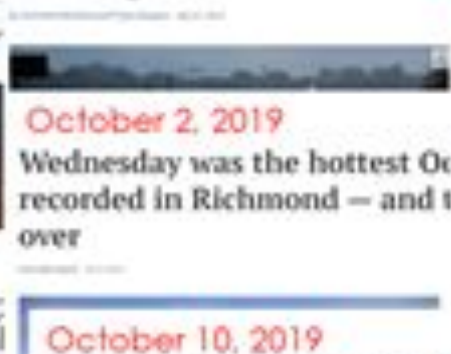 October 2, 2019
Wednesday was the hottest Oc
recorded in Richmond — and t
over
October 10, 2019